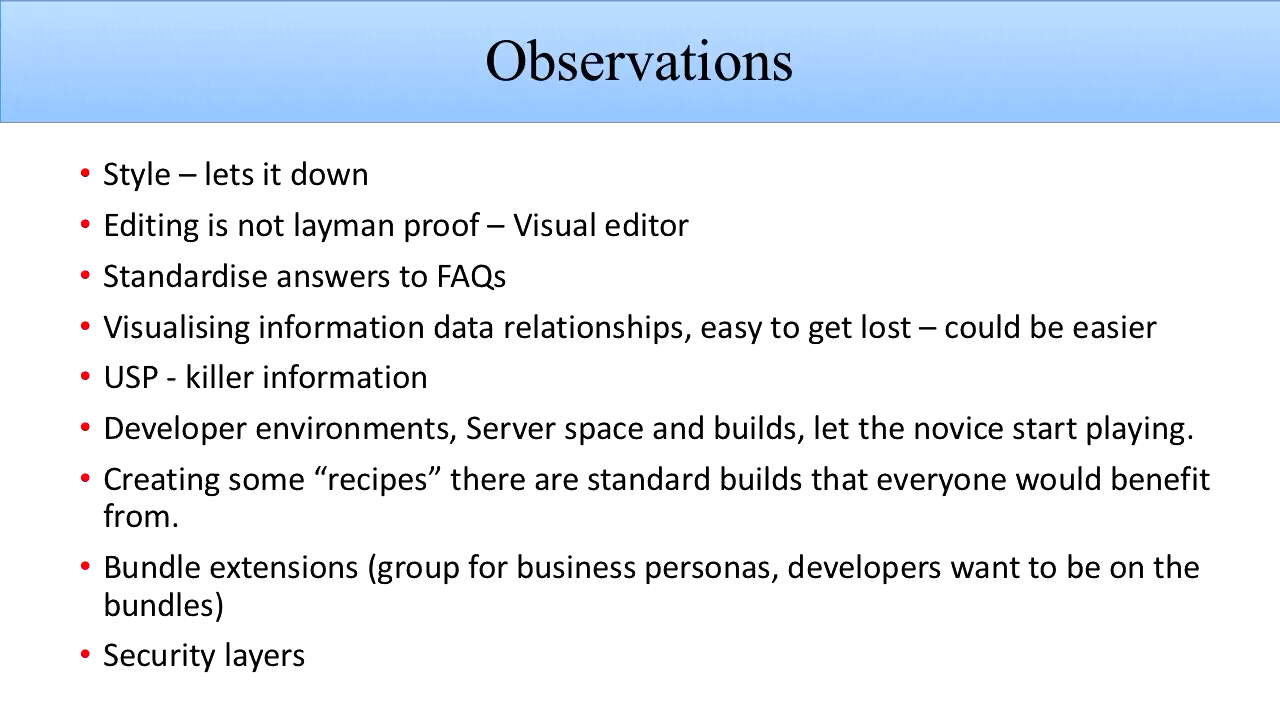 Observations
• Style – lets it down
• Editing is not layman proof – Visual editor
• Standardise answers to FAQs
• Visualising information data relationships, easy to get lost – could be easier
• USP - killer information
• Developer environments, Server space and builds, let the novice start playing.
• Creating some “recipes” there are standard builds that everyone would benefit
from.
• Bundle extensions (group for business personas, developers want to be on the
bundles)
• Security layers